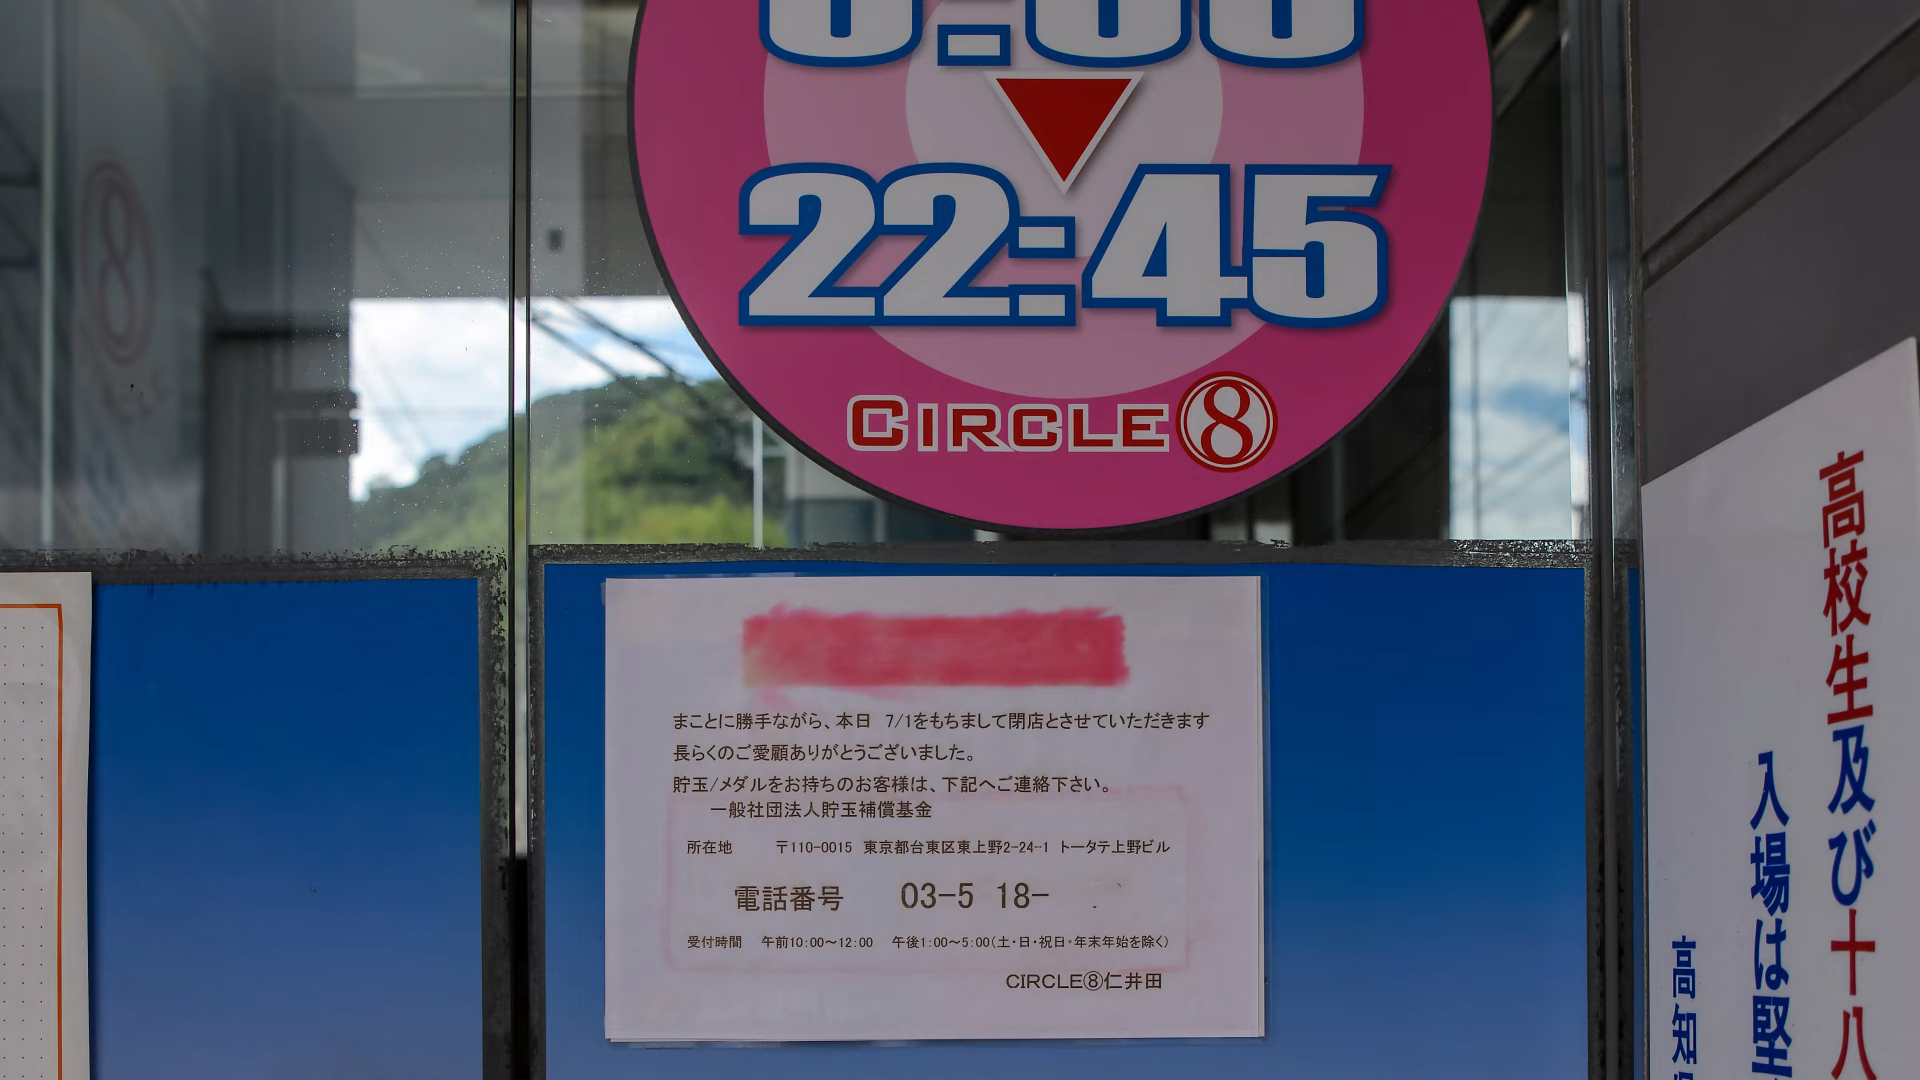 22:45
CIRCLE⑧
まことに勝手ながら、本日 7/1をもちまして閉店とさせていただきます
長らくのご愛顧ありがとうございました。
貯玉/メダルをお持ちのお客様は、下記へご連絡下さい。
一般社団法人貯玉補償基金
所在地 〒110-0015 東京都台東区東上野2-24-1 トータテ上野ビル
電話番号 03-5 18-
受付時間 午前10:00～12:00 午後1:00～5:00(土・日・祝日・年末年始を除く)
CIRCLE⑧仁井田
高校生及び十八
入場は堅
高知